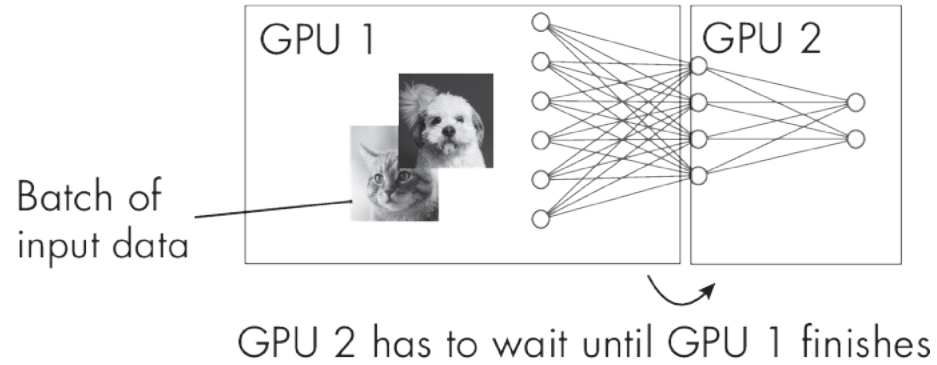 GPU 1
GPU 2
Batch of
input data
GPU 2 has to wait until GPU 1 finishes